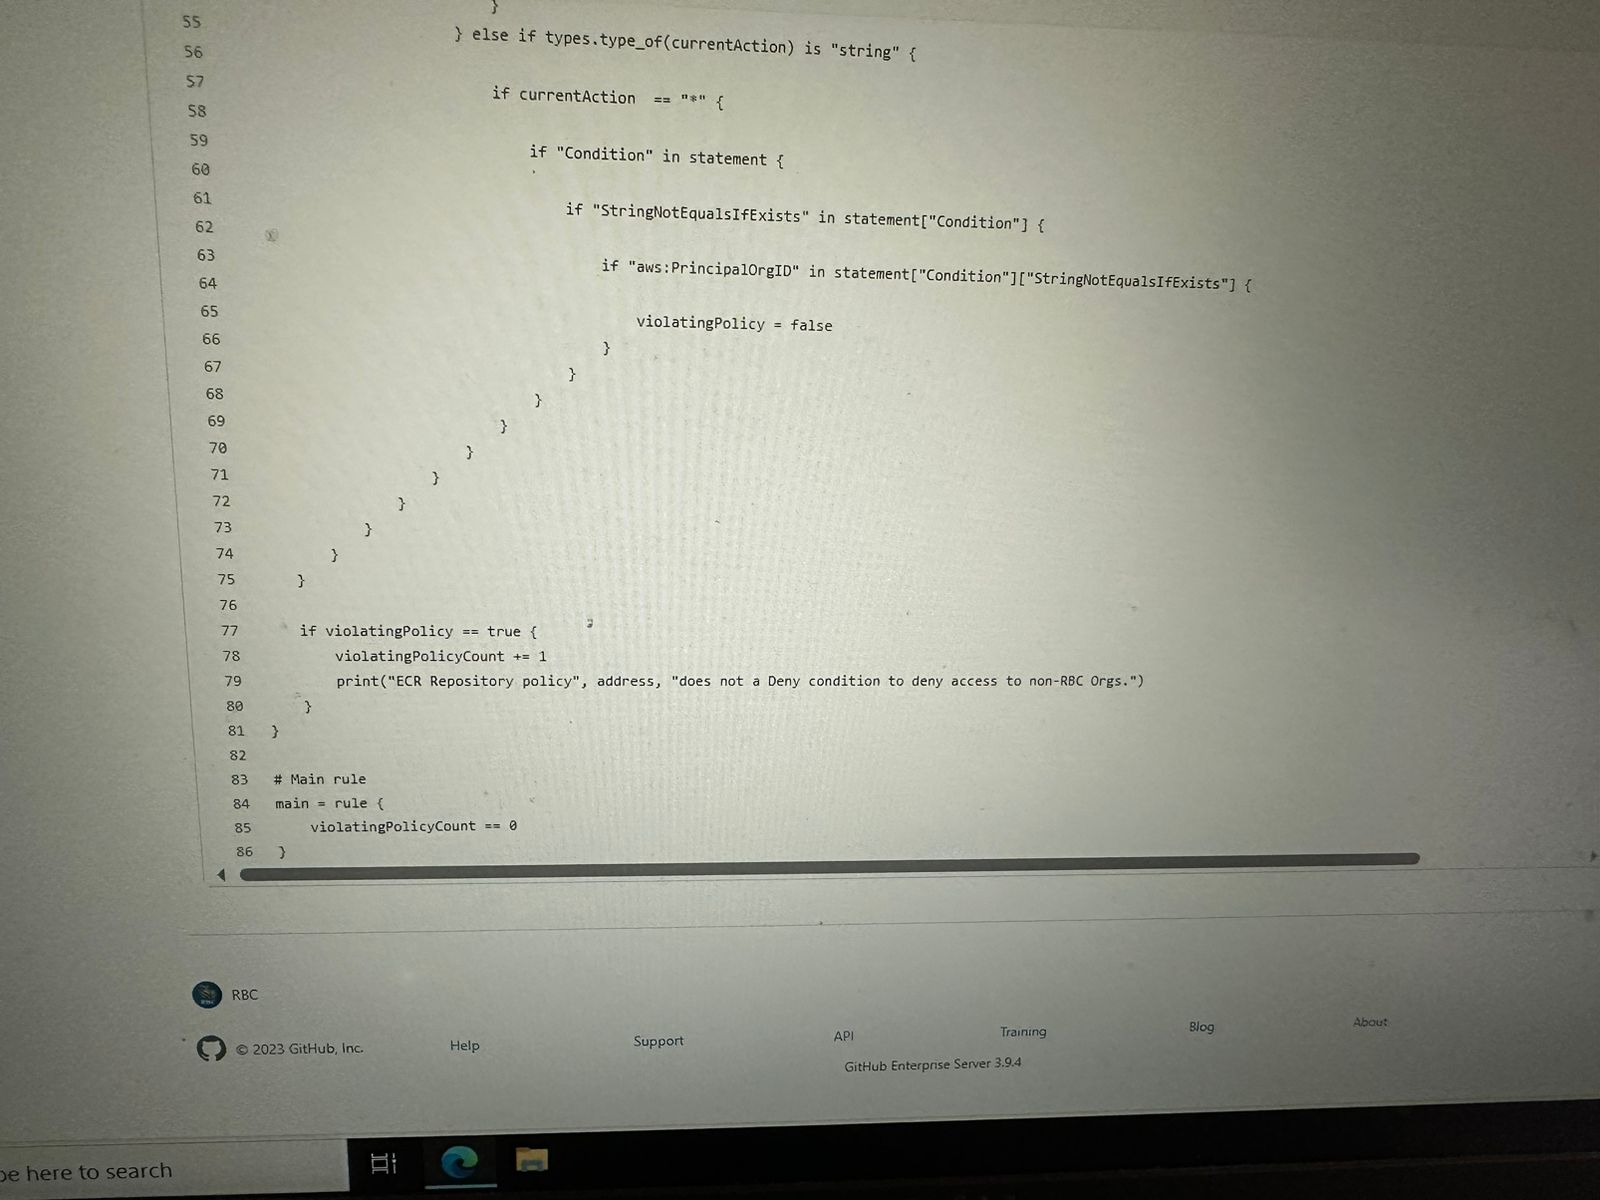 55 }
56 } else if types.type_of(currentAction) is "string" {
57
58 if currentAction == "*" {
59
60 if "Condition" in statement {
61
62 if "StringNotEqualsIfExists" in statement["Condition"] {
63
64 if "aws:PrincipalOrgID" in statement["Condition"]["StringNotEqualsIfExists"] {
65
66 violatingPolicy = false
67 }
68 }
69 }
70 }
71 }
72 }
73 }
74 }
75 }
76
77 if violatingPolicy == true {
78 violatingPolicyCount += 1
79 print("ECR Repository policy", address, "does not a Deny condition to deny access to non-RBC Orgs.")
80 }
81 }
82
83 # Main rule
84 main = rule {
85 violatingPolicyCount == 0
86 }
RBC
© 2023 GitHub, Inc. Help Support API Training Blog About
GitHub Enterprise Server 3.9.4
pe here to search